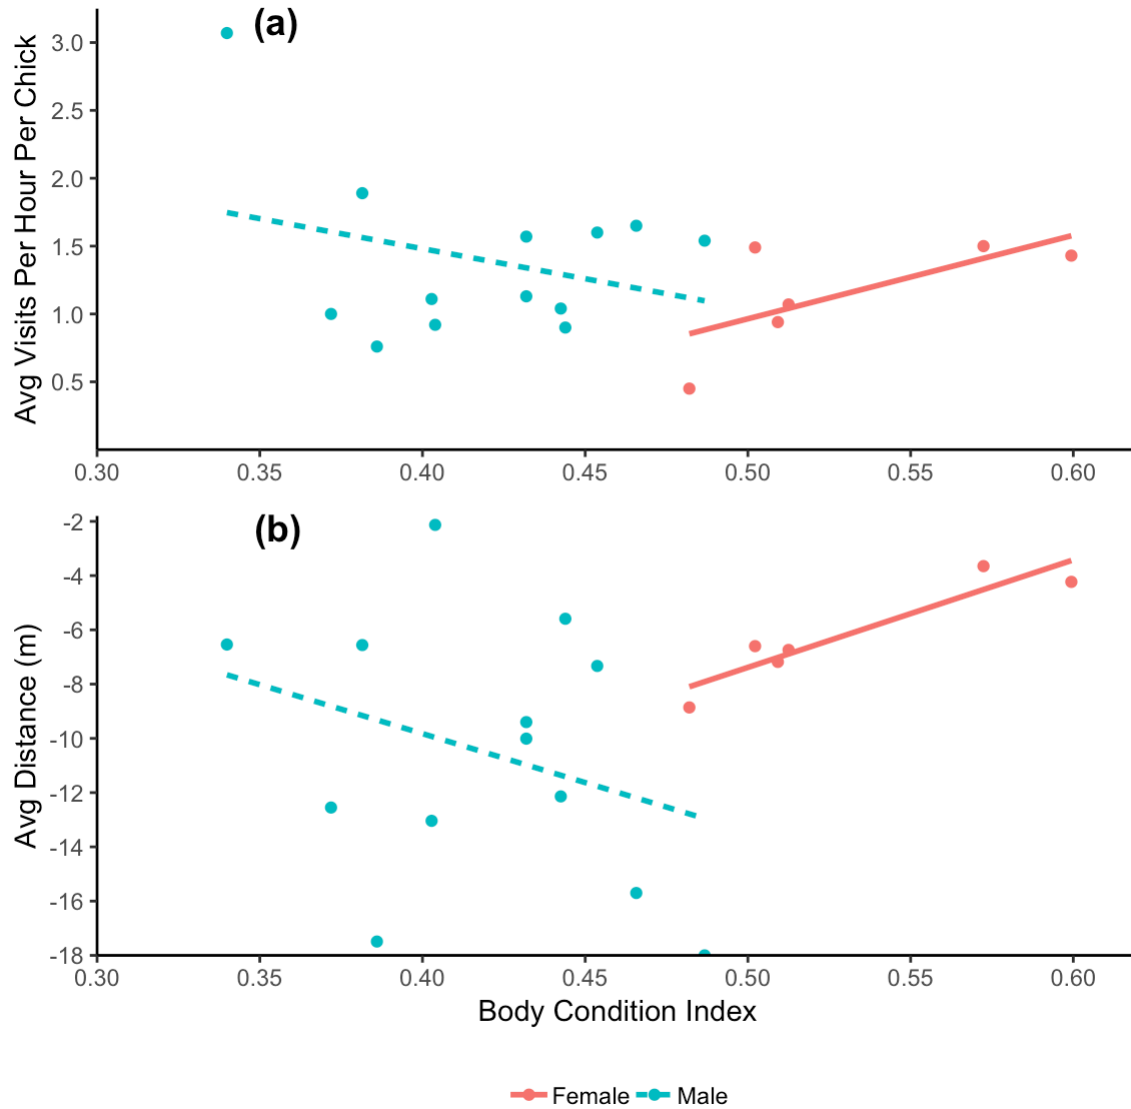 (a)
Avg Visits Per Hour Per Chick
3.0
2.5
2.0
1.5
1.0
0.5
0.30 0.35 0.40 0.45 0.50 0.55 0.60
(b)
Avg Distance (m)
-2
-4
-6
-8
-10
-12
-14
-16
-18
0.30 0.35 0.40 0.45 0.50 0.55 0.60
Body Condition Index
Female Male